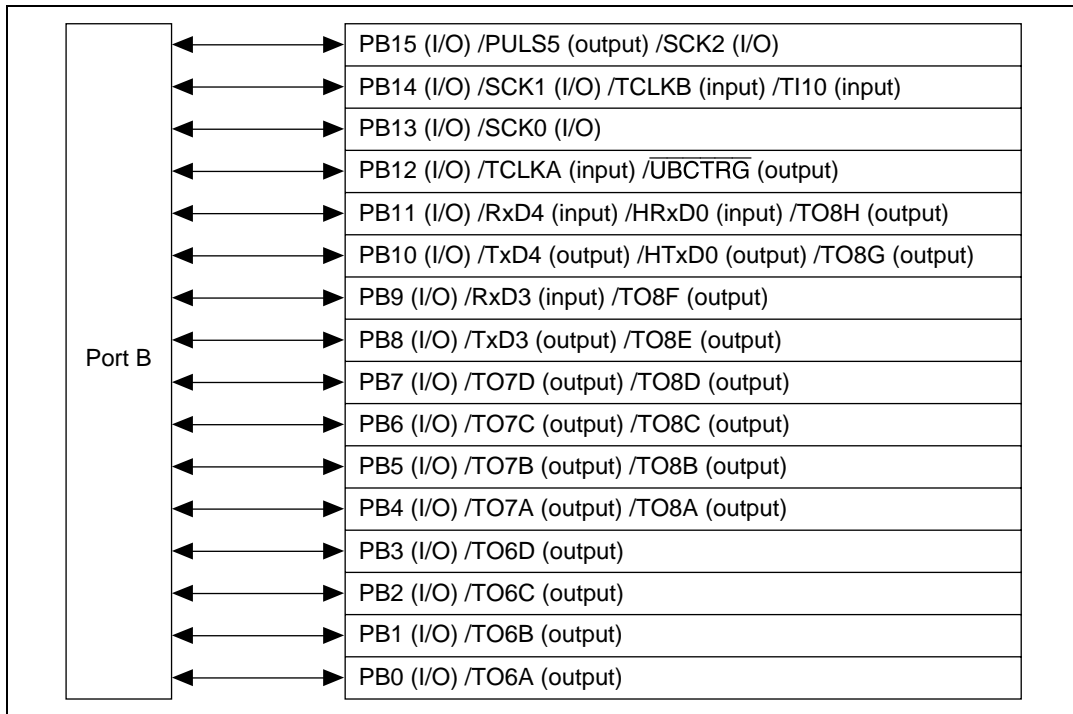 PB15 (I/O) /PULS5 (output) /SCK2 (I/O)
PB14 (I/O) /SCK1 (I/O) /TCLKB (input) /TI10 (input)
PB13 (I/O) /SCK0 (I/O)
PB12 (I/O) /TCLKA (input) /UBCTRG (output)
PB11 (I/O) /RxD4 (input) /HRxD0 (input) /TO8H (output)
PB10 (I/O) /TxD4 (output) /HTxD0 (output) /TO8G (output)
PB9 (I/O) /RxD3 (input) /TO8F (output)
PB8 (I/O) /TxD3 (output) /TO8E (output)
Port B
PB7 (I/O) /TO7D (output) /TO8D (output)
PB6 (I/O) /TO7C (output) /TO8C (output)
PB5 (I/O) /TO7B (output) /TO8B (output)
PB4 (I/O) /TO7A (output) /TO8A (output)
PB3 (I/O) /TO6D (output)
PB2 (I/O) /TO6C (output)
PB1 (I/O) /TO6B (output)
PB0 (I/O) /TO6A (output)